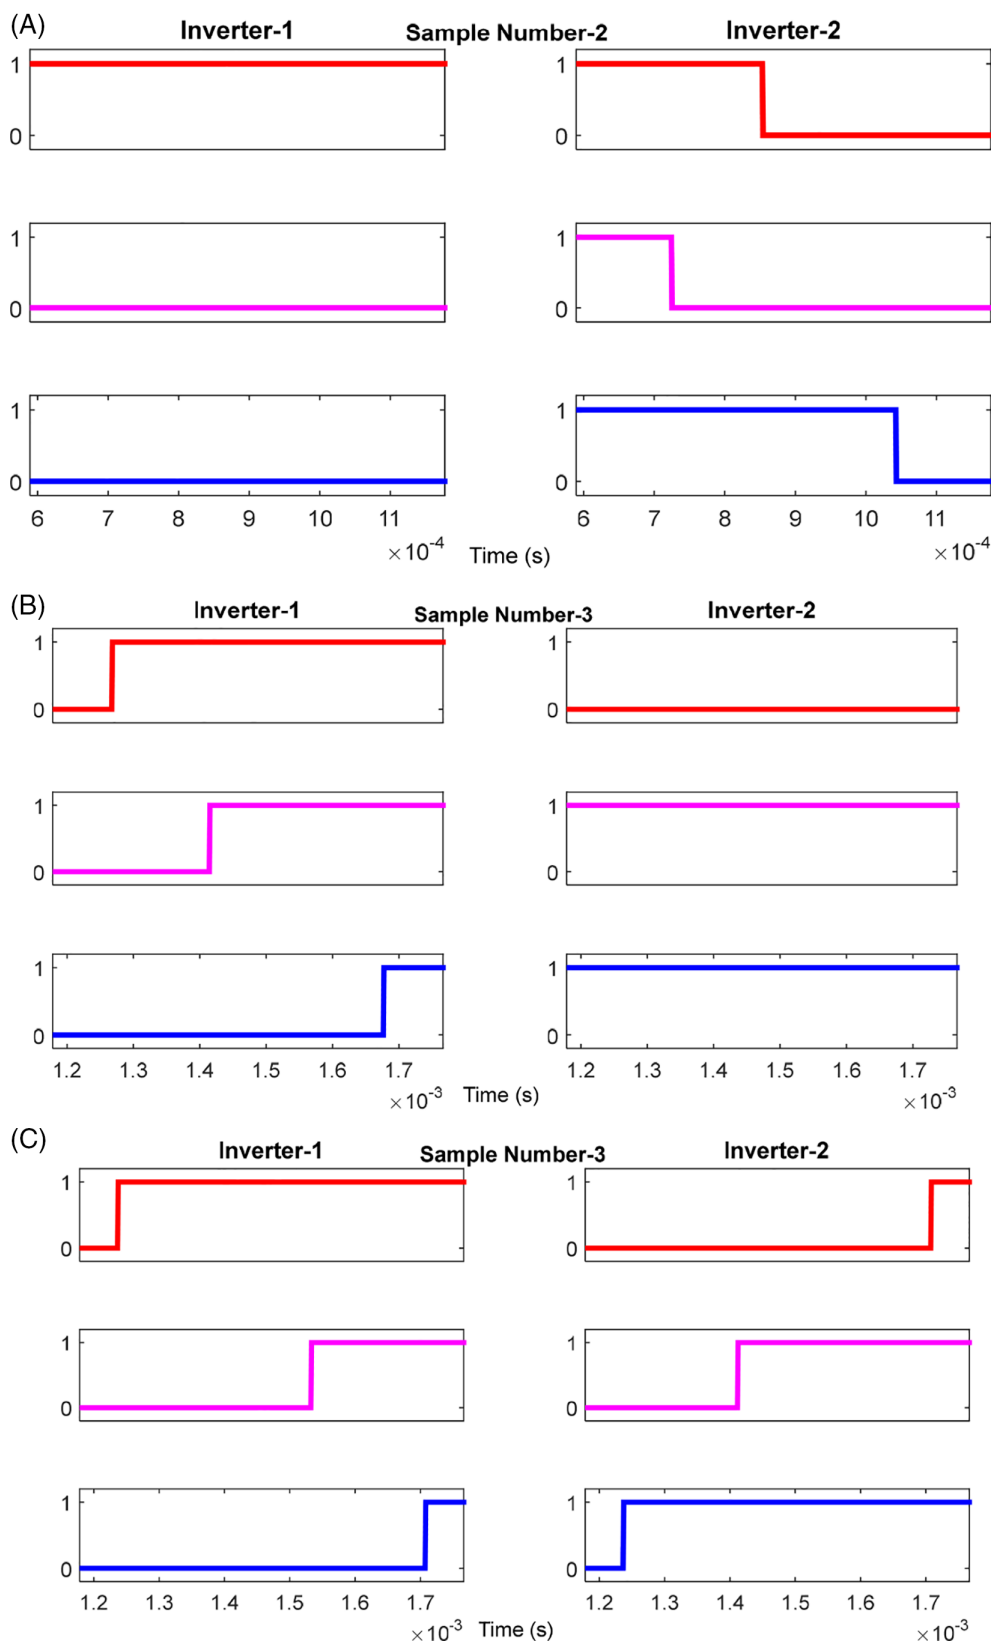 (A)
Inverter-1 Sample Number-2 Inverter-2
1 1
0 0
1 1
0 0
1 1
0 0
6 7 8 9 10 11 6 7 8 9 10 11
×10-4 Time (s) ×10-4
(B)
Inverter-1 Sample Number-3 Inverter-2
1 1
0 0
1 1
0 0
1 1
0 0
1.2 1.3 1.4 1.5 1.6 1.7 1.2 1.3 1.4 1.5 1.6 1.7
×10-3 Time (s) ×10-3
(C)
Inverter-1 Sample Number-3 Inverter-2
1 1
0 0
1 1
0 0
1 1
0 0
1.2 1.3 1.4 1.5 1.6 1.7 1.2 1.3 1.4 1.5 1.6 1.7
×10-3 Time (s) ×10-3